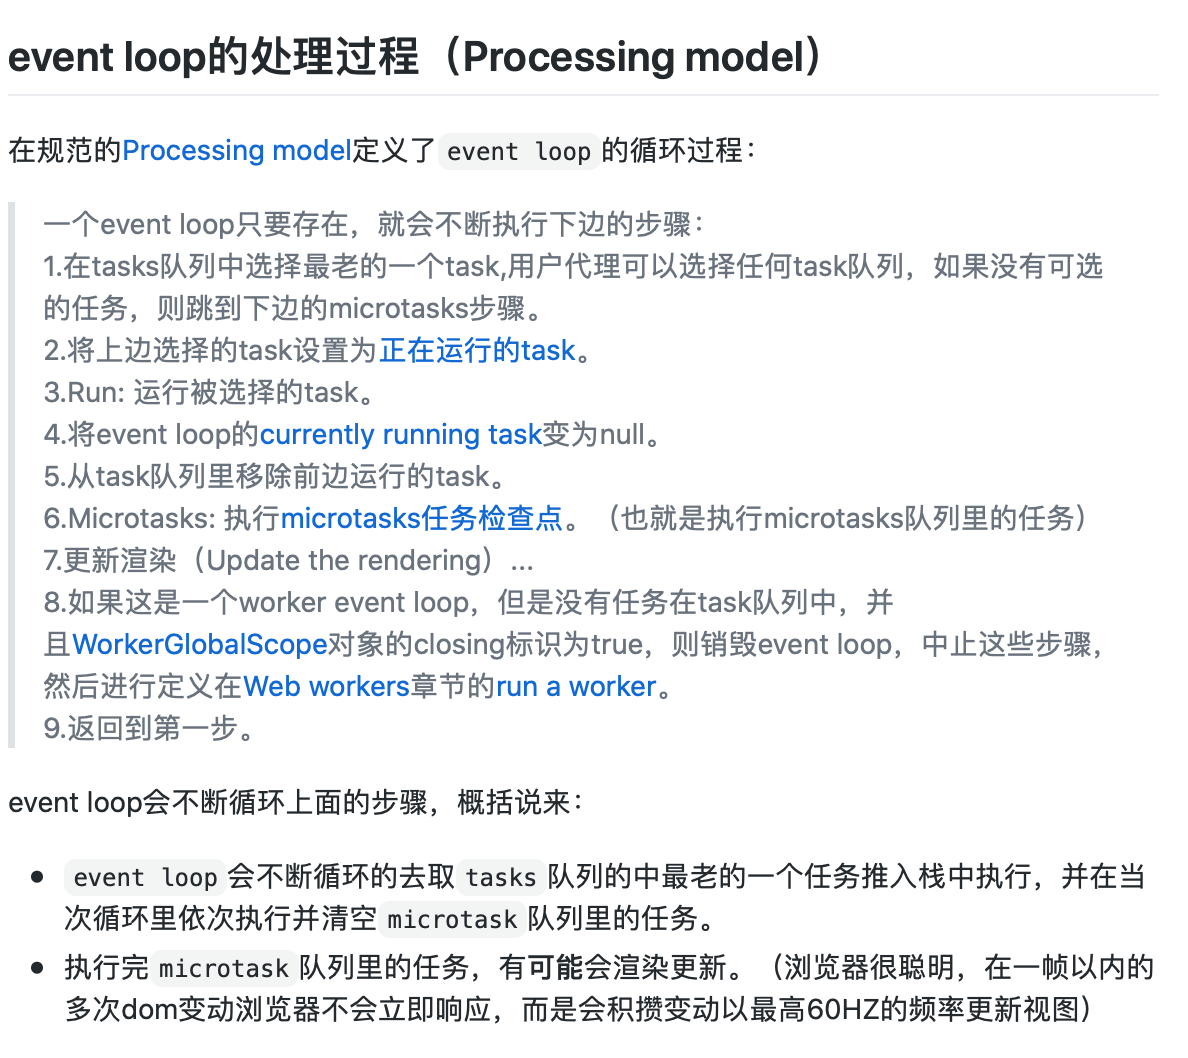 event loop的处理过程（Processing model）
在规范的Processing model定义了 event loop 的循环过程：
一个event loop只要存在，就会不断执行下边的步骤：
1.在tasks队列中选择最老的一个task,用户代理可以选择任何task队列，如果没有可选
的任务，则跳到下边的microtasks步骤。
2.将上边选择的task设置为正在运行的task。
3.Run: 运行被选择的task。
4.将event loop的currently running task变为null。
5.从task队列里移除前边运行的task。
6.Microtasks: 执行microtasks任务检查点。（也就是执行microtasks队列里的任务）
7.更新渲染（Update the rendering）...
8.如果这是一个worker event loop，但是没有任务在task队列中，并
且WorkerGlobalScope对象的closing标识为true，则销毁event loop，中止这些步骤，
然后进行定义在Web workers章节的run a worker。
9.返回到第一步。
event loop会不断循环上面的步骤，概括说来：
• event loop 会不断循环的去取 tasks 队列的中最老的一个任务推入栈中执行，并在当
次循环里依次执行并清空 microtask 队列里的任务。
• 执行完 microtask 队列里的任务，有可能会渲染更新。（浏览器很聪明，在一帧以内的
多次dom变动浏览器不会立即响应，而是会积攒变动以最高60HZ的频率更新视图）